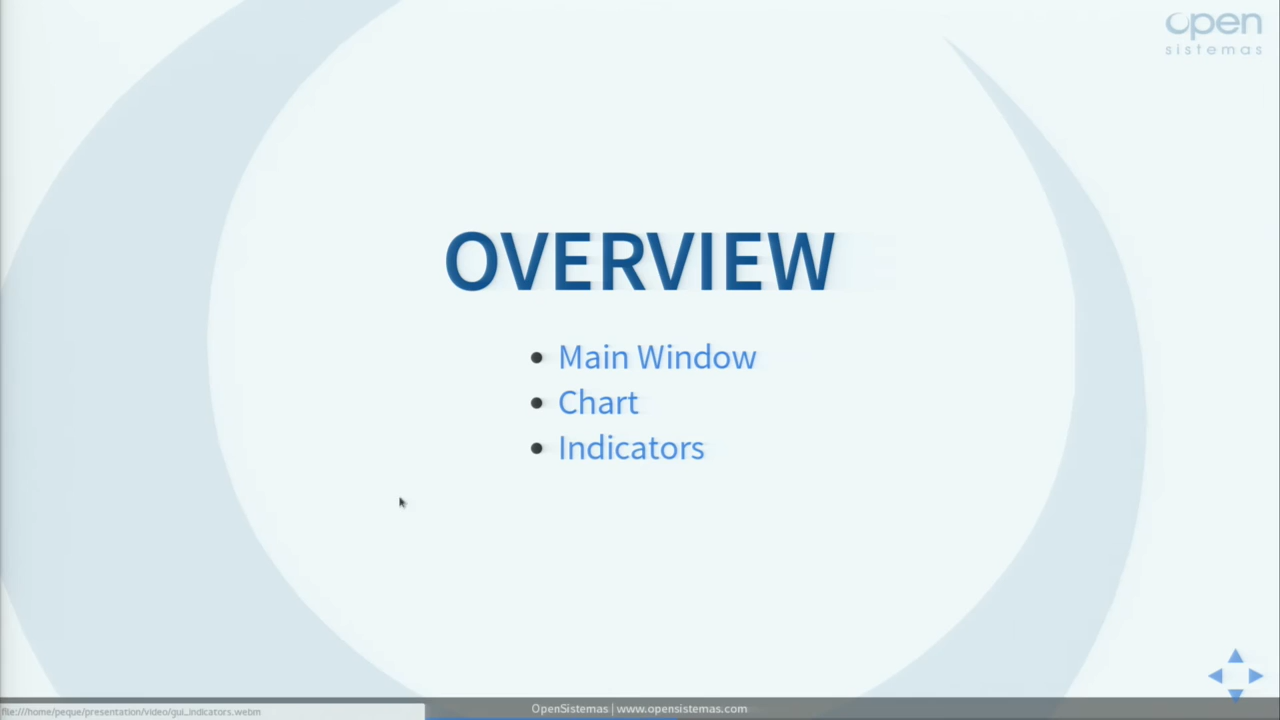 open
sistemas
OVERVIEW
Main Window
Chart
Indicators
file:///home/peque/presentation/video/gui_indicators.webm
OpenSistemas | www.opensistemas.com